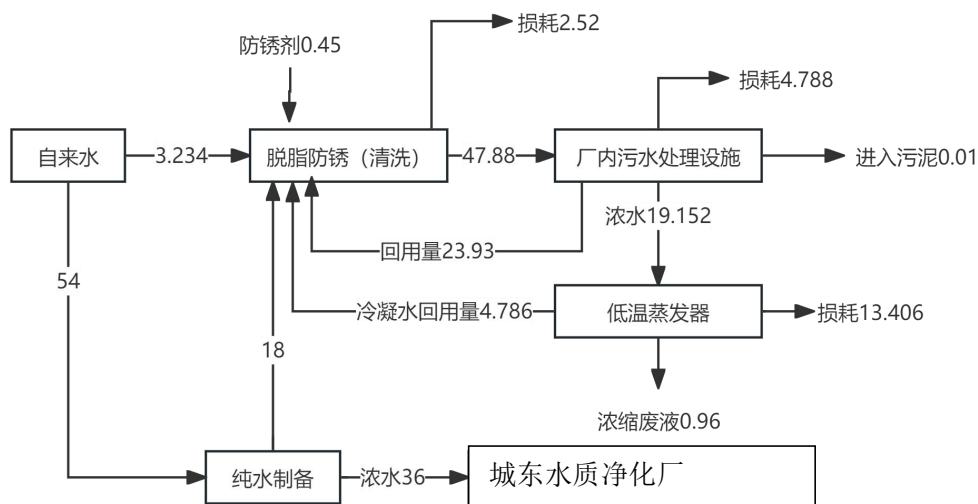 损耗2.52
防锈剂0.45
损耗4.788
自来水
3.234
脱脂防锈（清洗）
47.88
厂内污水处理设施
进入污泥0.01
浓水19.152
回用量23.93
54
冷凝水回用量4.786
低温蒸发器
损耗13.406
18
浓缩废液0.96
纯水制备
浓水36
城东水质净化厂